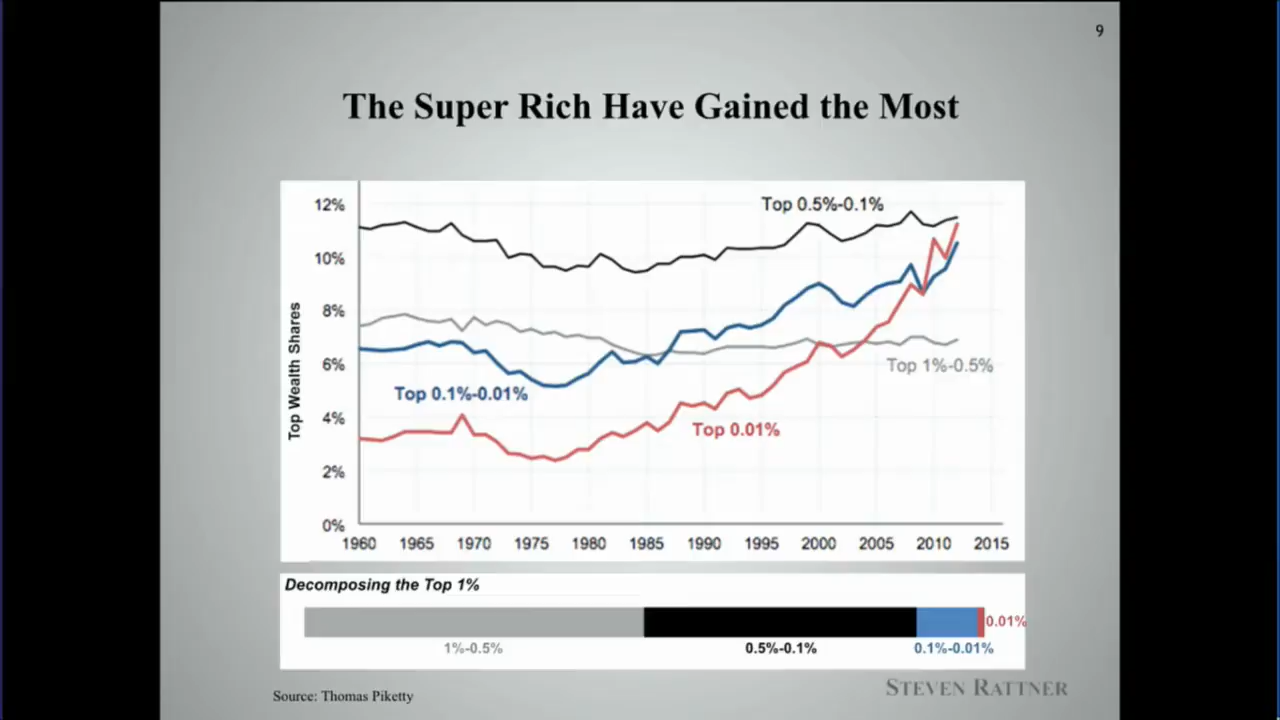 9
The Super Rich Have Gained the Most
Top Wealth Shares
12%
10%
8%
6%
4%
2%
0%
Top 0.5%-0.1%
Top 1%-0.5%
Top 0.1%-0.01%
Top 0.01%
1960 1965 1970 1975 1980 1985 1990 1995 2000 2005 2010 2015
Decomposing the Top 1%
0.01%
1%-0.5% 0.5%-0.1% 0.1%-0.01%
Source: Thomas Piketty
STEVEN RATTNER